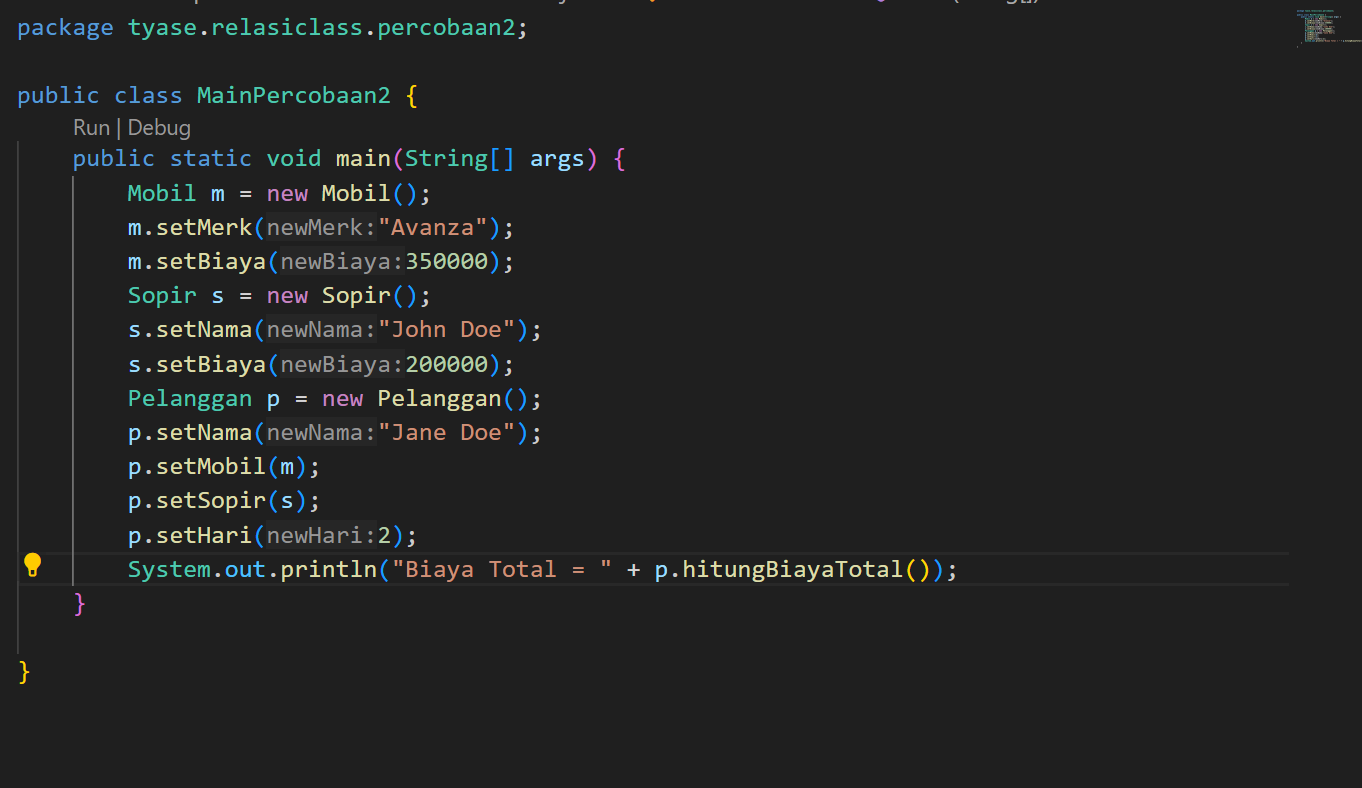 package tyase.relasiclass.percobaan2;
public class MainPercobaan2 {
Run | Debug
public static void main(String[] args) {
Mobil m = new Mobil();
m.setMerk(newMerk:"Avanza");
m.setBiaya(newBiaya:350000);
Sopir s = new Sopir();
s.setNama(newNama:"John Doe");
s.setBiaya(newBiaya:200000);
Pelanggan p = new Pelanggan();
p.setNama(newNama:"Jane Doe");
p.setMobil(m);
p.setSopir(s);
p.setHari(newHari:2);
System.out.println("Biaya Total = " + p.hitungBiayaTotal());
}
}